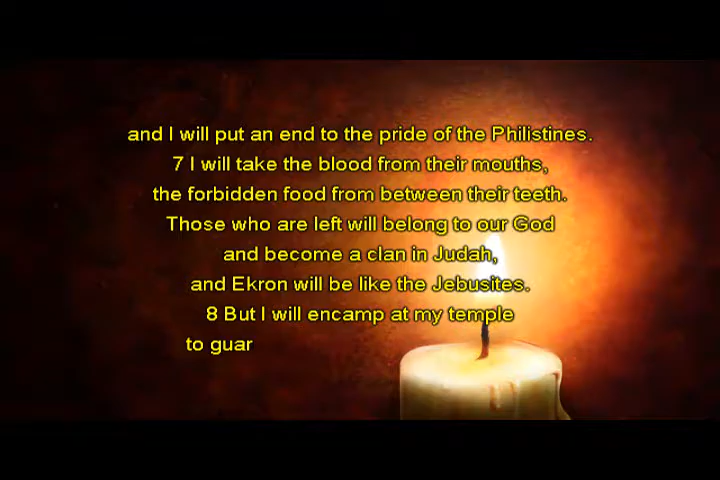 and I will put an end to the pride of the Philistines.
7 I will take the blood from their mouths,
the forbidden food from between their teeth.
Those who are left will belong to our God
and become a clan in Judah,
and Ekron will be like the Jebusites.
8 But I will encamp at my temple
to guar